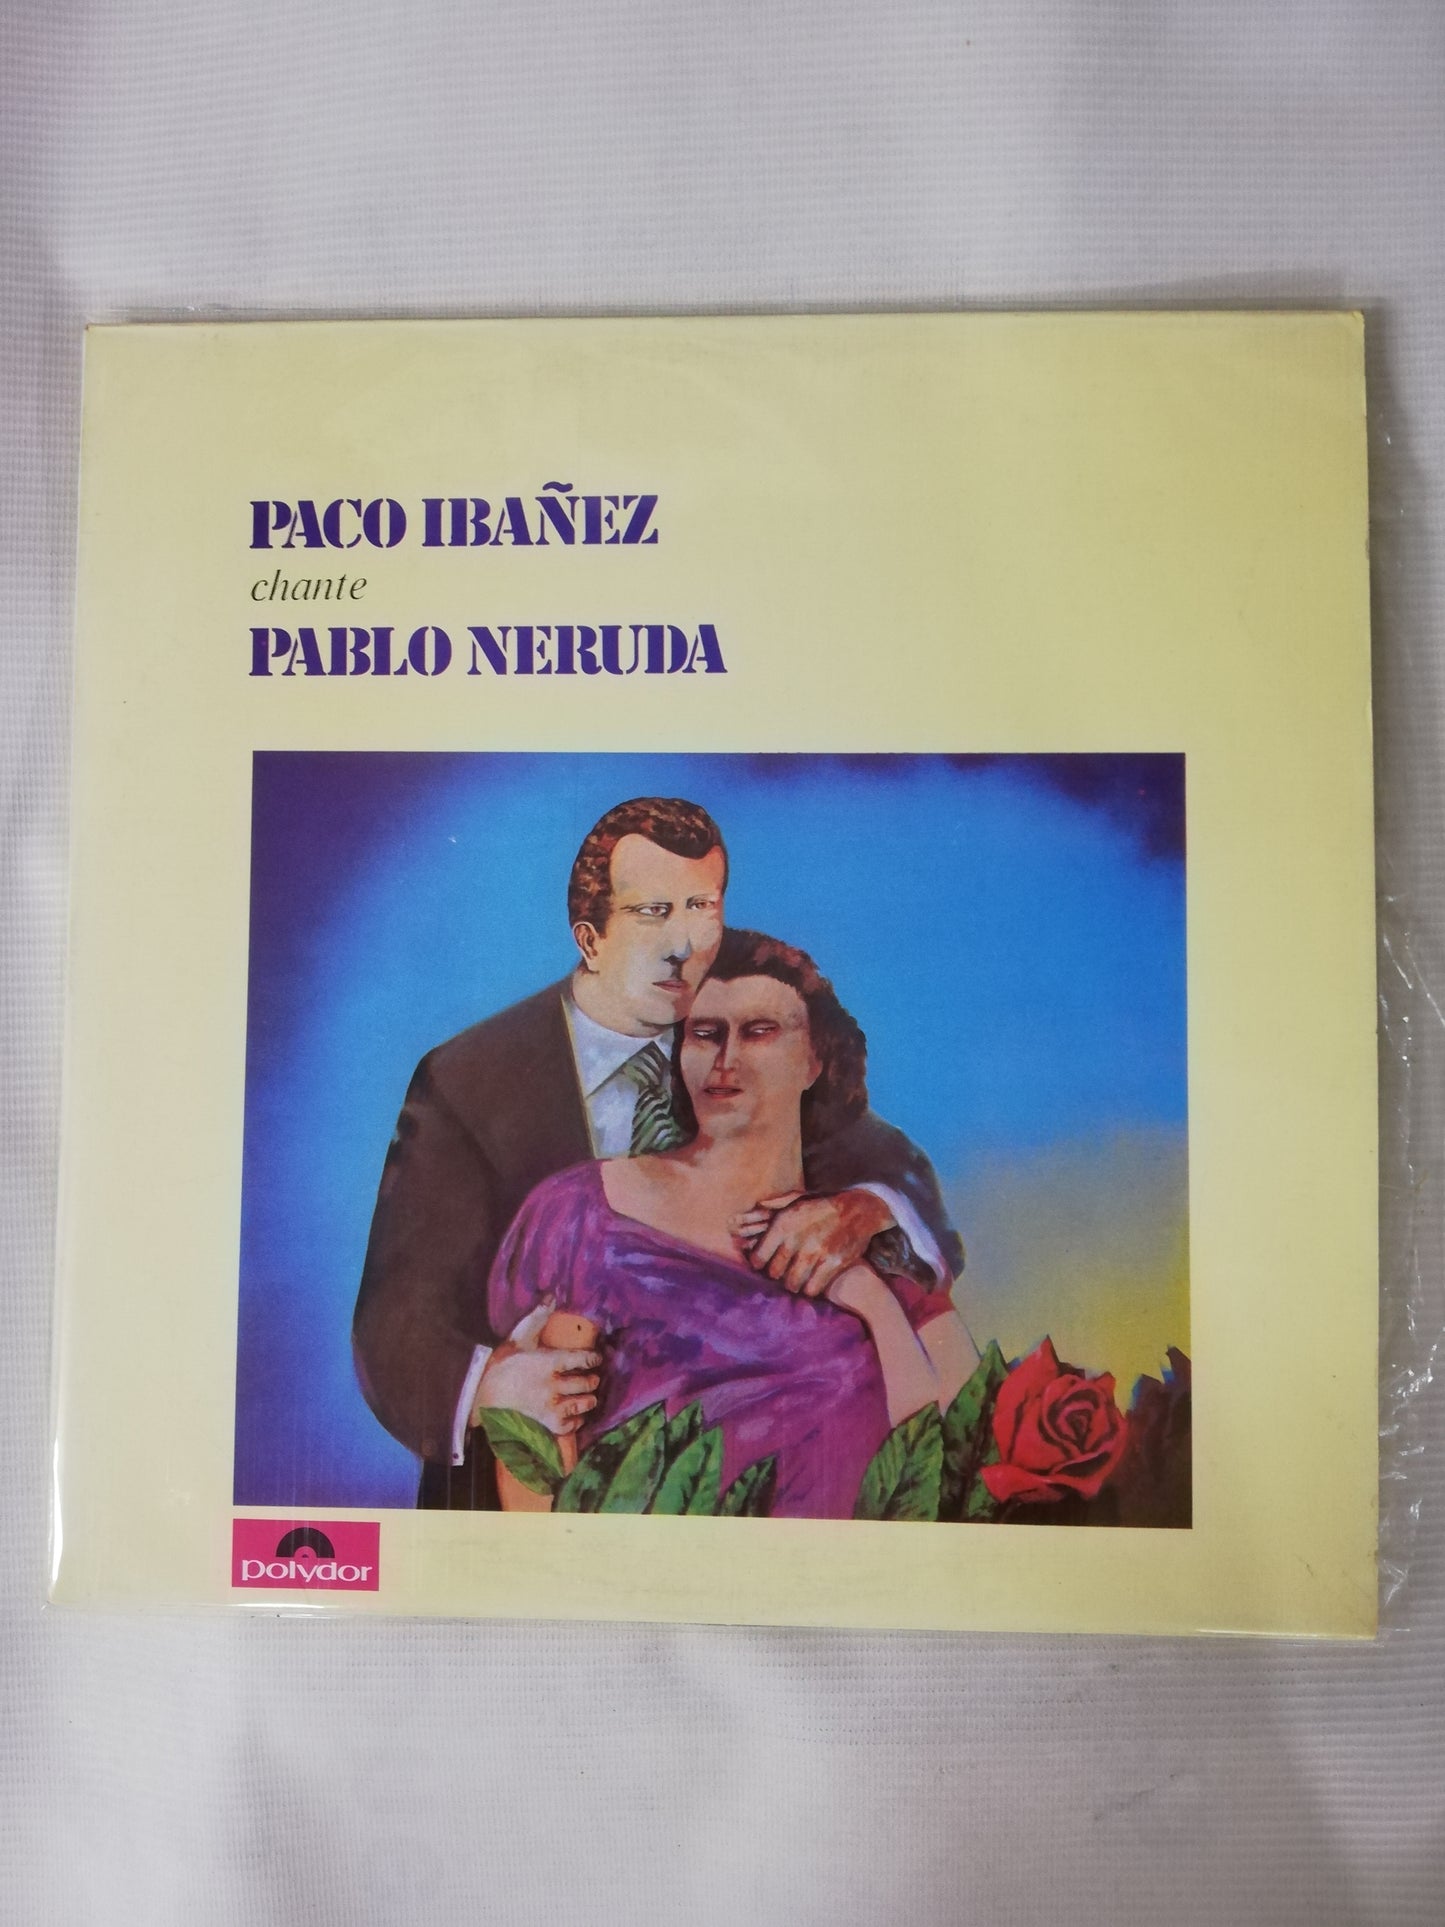 PACO IBAÑEZ
chante
PABLO NERUDA
polydor